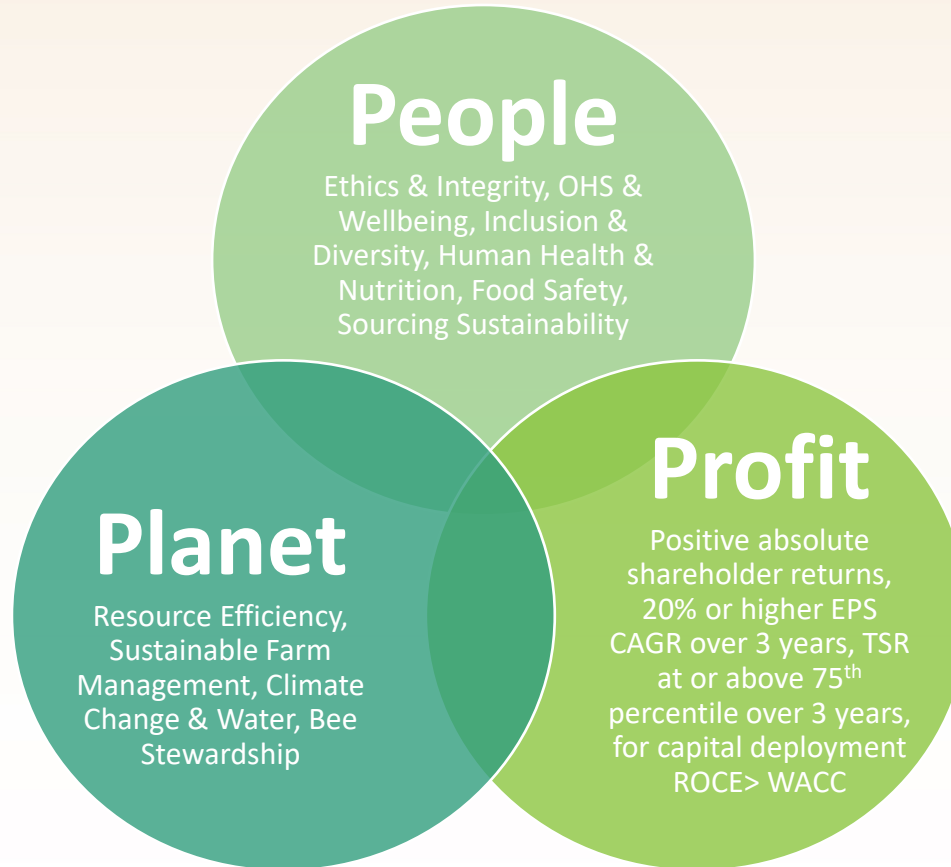 People
Ethics & Integrity, OHS &
Wellbeing, Inclusion &
Diversity, Human Health &
Nutrition, Food Safety,
Sourcing Sustainability
Planet
Resource Efficiency,
Sustainable Farm
Management, Climate
Change & Water, Bee
Stewardship
Profit
Positive absolute
shareholder returns,
20% or higher EPS
CAGR over 3 years, TSR
at or above 75th
percentile over 3 years,
for capital deployment
ROCE> WACC